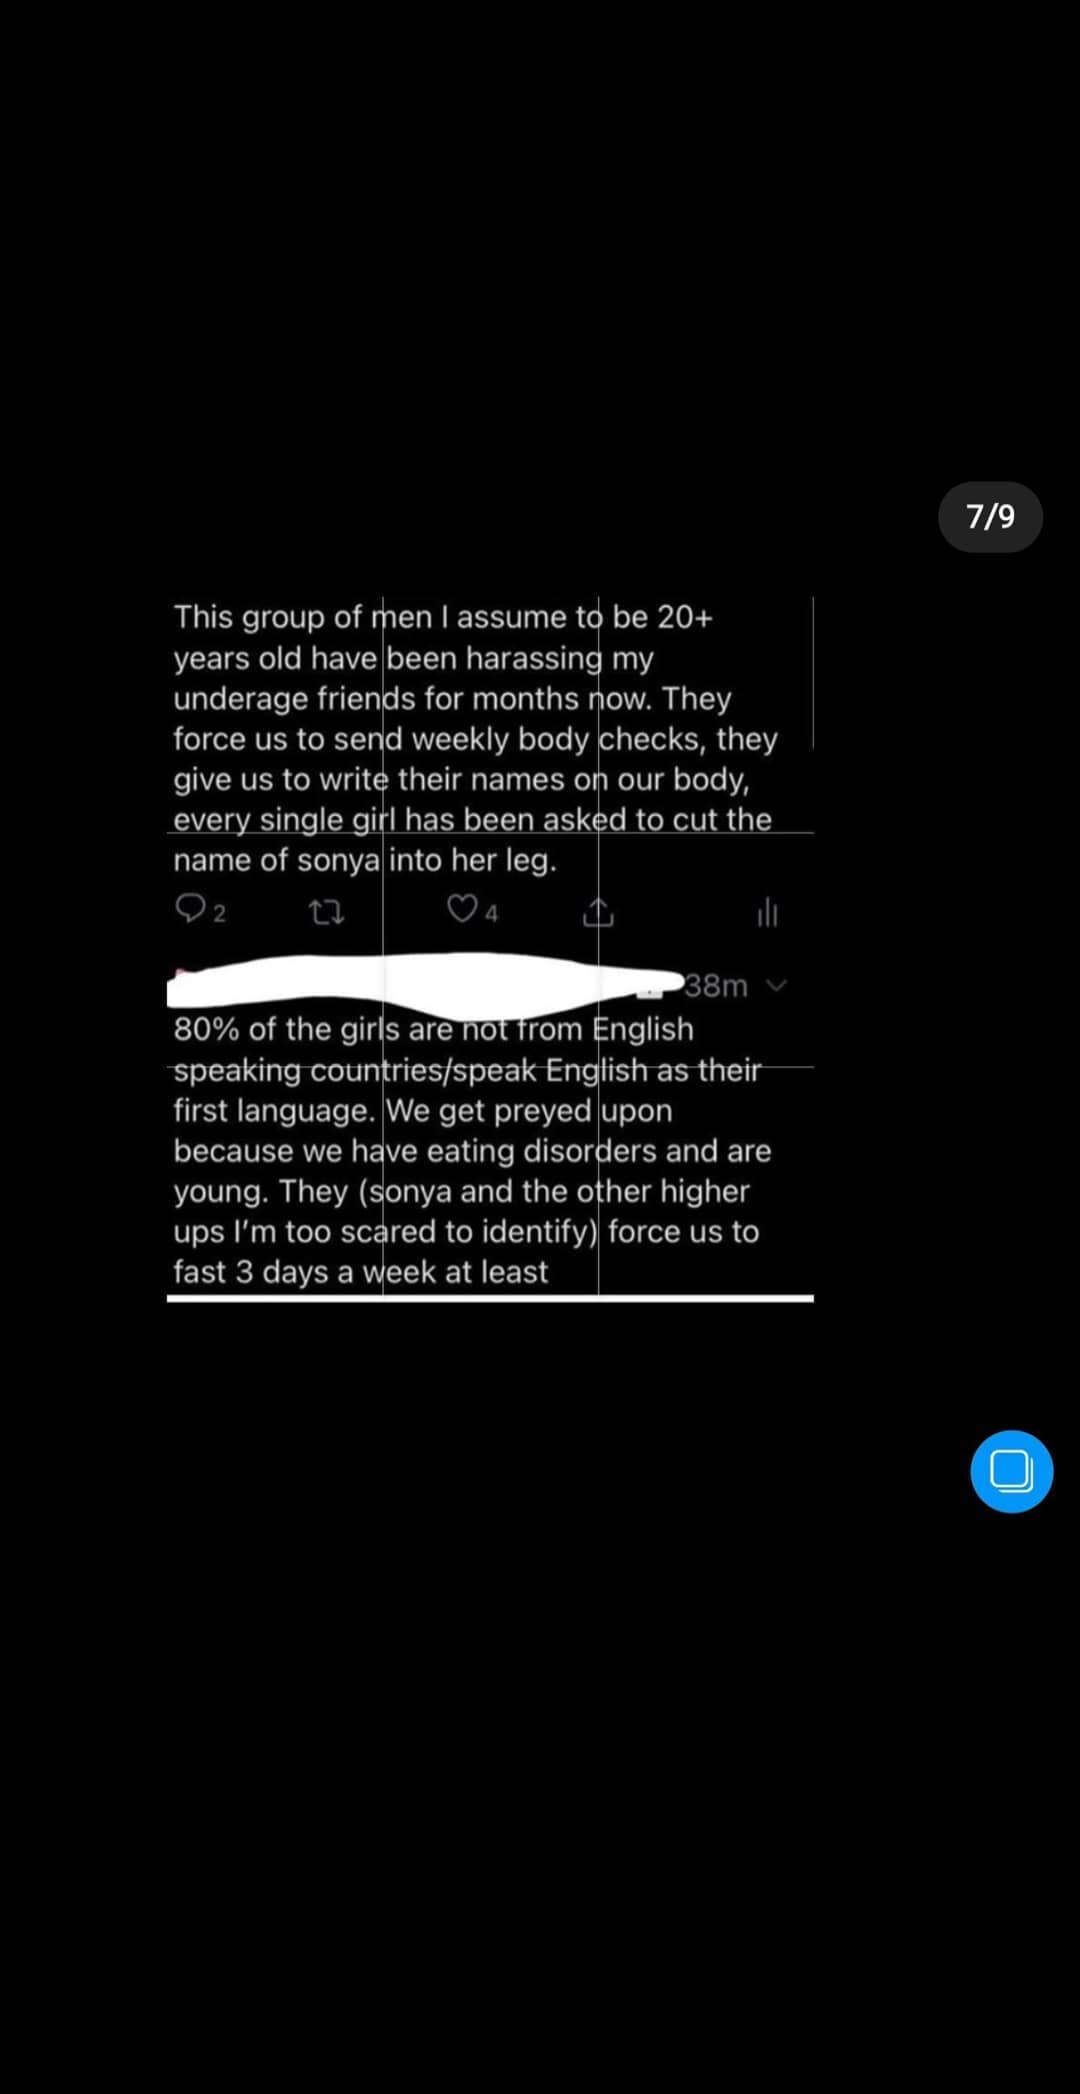 7/9
This group of men I assume to be 20+
years old have been harassing my
underage friends for months now. They
force us to send weekly body checks, they
give us to write their names on our body,
every single girl has been asked to cut the
name of sonya into her leg.
2 4
38m
80% of the girls are not from English
speaking countries/speak English as their
first language. We get preyed upon
because we have eating disorders and are
young. They (sonya and the other higher
ups I'm too scared to identify) force us to
fast 3 days a week at least